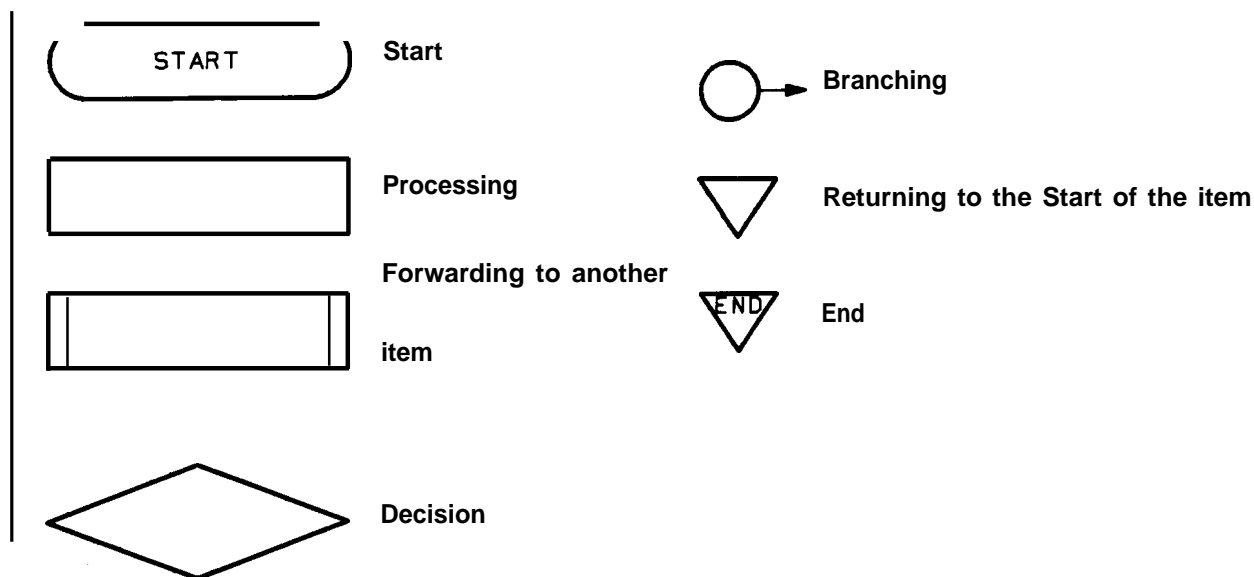 START
Start
Processing
Forwarding to another
item
Decision
Branching
Returning to the Start of the item
END
End